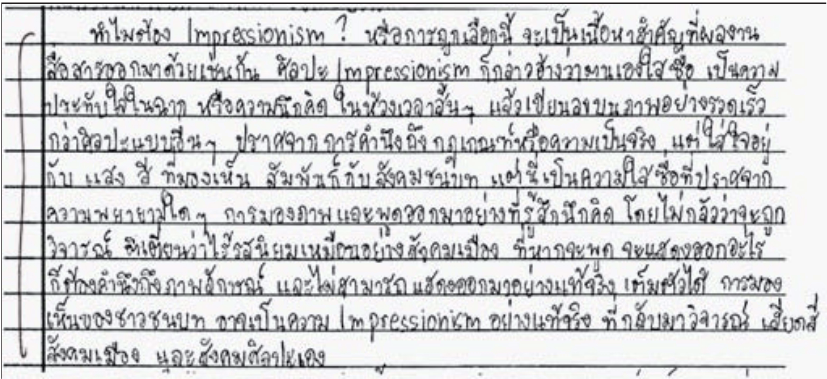 ทำไมต้อง Impressionism ? หรือการถูกเลือกนี้ จะเป็นเนื้อหาสำคัญที่ผลงาน
สื่อสารออกมาด้วยเช่นกัน ศิลปะ Impressionism ก็กล่าวอ้างว่าตนเองใสซื่อ เป็นความ
ประทับใจในฉาก หรือความนึกคิด ในห้วงเวลาสั้นๆ แล้วเขียนลงบนภาพอย่างรวดเร็ว
กว่าศิลปะแบบอื่นๆ ปราศจาก การคำนึงถึง กฎเกณฑ์หรือความเป็นจริง แต่ใส่ใจอยู่
กับ แสง สี ที่มองเห็น สัมพันธ์กับสังคมชนบท แต่นี่เป็นความใสซื่อที่ปราศจาก
ความพยายามใดๆ การมองภาพและพูดออกมาอย่างที่รู้สึกนึกคิด โดยไม่กลัวว่าจะถูก
วิจารณ์ ติเตียนว่าไร้รสนิยมเหมือนอย่างสังคมเมือง ที่หากจะพูด จะแสดงออกอะไร
ก็ต้องคำนึงถึงภาพลักษณ์ และไม่สามารถแสดงออกมาอย่างแท้จริง เต็มตัวได้ การมอง
เห็นของชาวชนบท อาจเป็นความ Impressionism อย่างแท้จริง ที่กลับมาวิจารณ์ เสียดสี
สังคมเมือง และสังคมศิลปะเอง